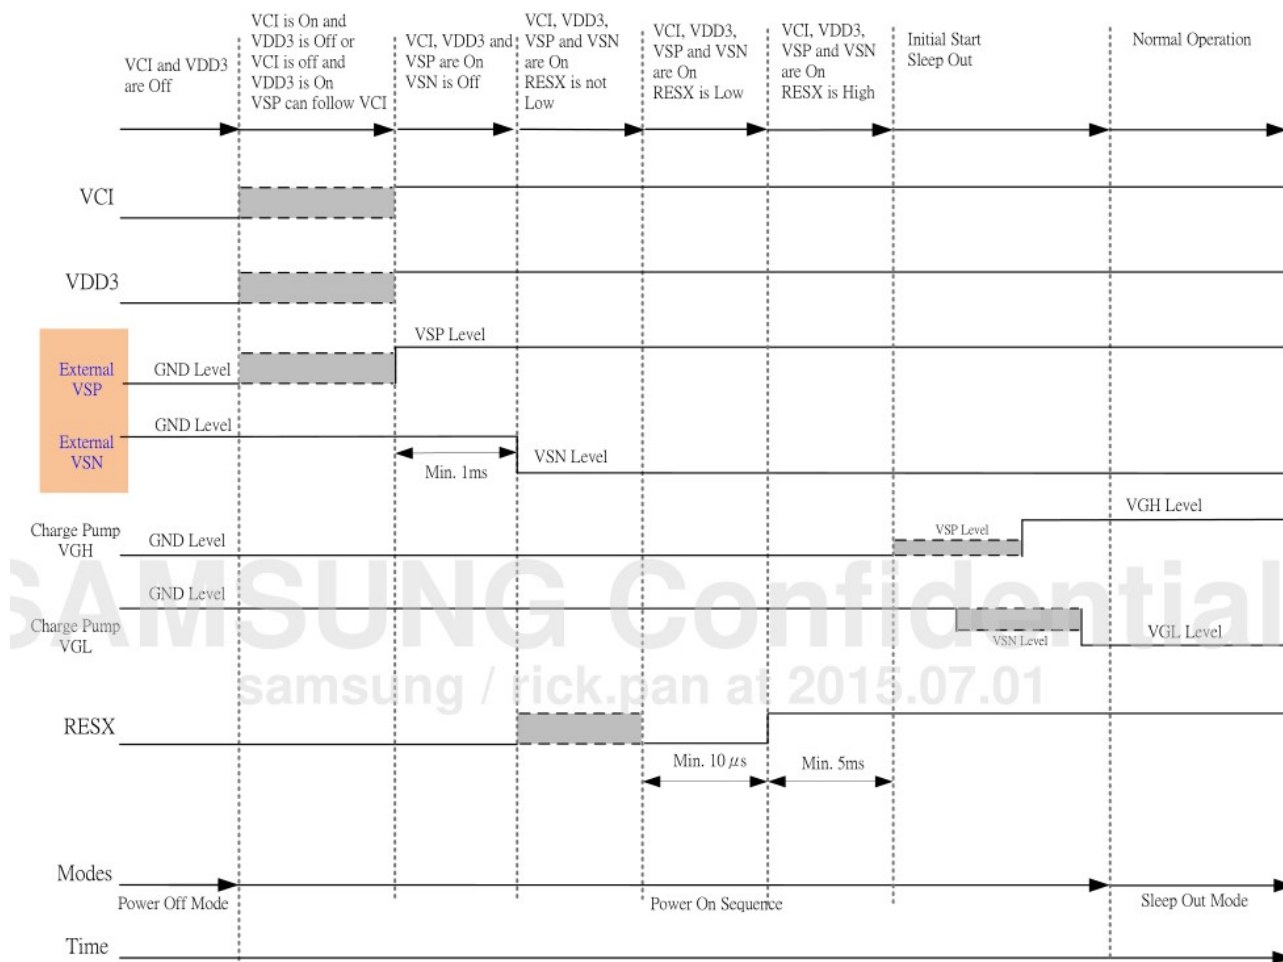 VCI and VDD3
are Off
VCI is On and
VDD3 is Off or
VCI is off and
VDD3 is On
VSP can follow VCI
VCI, VDD3 and
VSP are On
VSN is Off
VCI, VDD3,
VSP and VSN
are On
RESX is not
Low
VCI, VDD3,
VSP and VSN
are On
RESX is Low
VCI, VDD3,
VSP and VSN
are On
RESX is High
Initial Start
Sleep Out
Normal Operation
VCI
VDD3
VSP Level
External
VSP
GND Level
GND Level
External
VSN
Min. 1ms
VSN Level
Charge Pump
VGH
GND Level
VSP Level
VGH Level
GND Level
SAMSUNG Confidential
Charge Pump
VGL
VSN Level
VGL Level
samsung / rick.pan at 2015.07.01
RESX
Min. 10 μs
Min. 5ms
Modes
Power Off Mode
Power On Sequence
Sleep Out Mode
Time